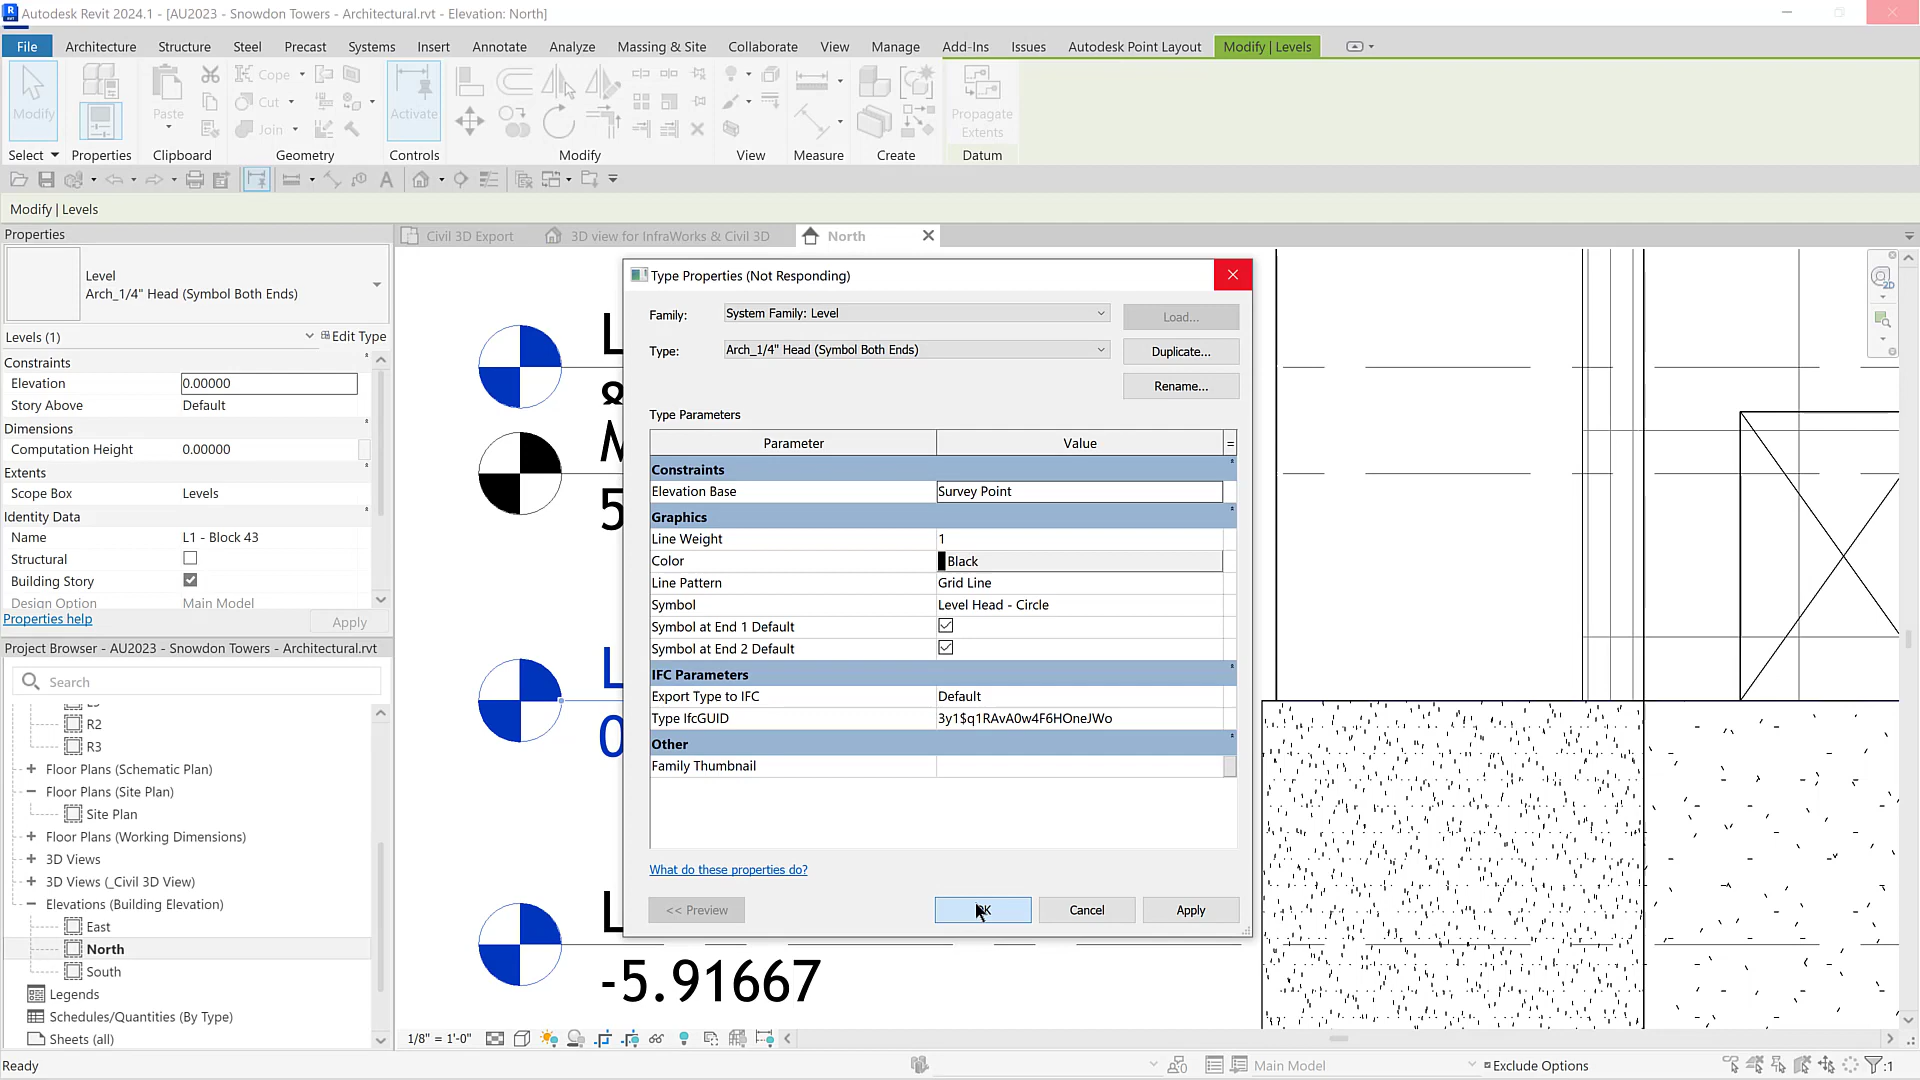 Autodesk Revit 2024.1 - [AU2023 - Snowdon Towers - Architectural.rvt - Elevation: North]
File Architecture Structure Steel Precast Systems Insert Annotate Analyze Massing & Site Collaborate View Manage Add-Ins Issues Autodesk Point Layout Modify | Levels
Modify
Paste
Cope
Cut
Join
Activate
Propagate
Extents
Select Properties Clipboard Geometry Controls Modify View Measure Create Datum
Modify | Levels
Properties
Level
Arch_1/4" Head (Symbol Both Ends)
Levels (1) Edit Type
Constraints
Elevation 0.00000
Story Above Default
Dimensions
Computation Height 0.00000
Extents
Scope Box Levels
Identity Data
Name L1 - Block 43
Structural
Building Story
Design Option Main Model
Properties help Apply
Project Browser - AU2023 - Snowdon Towers - Architectural.rvt
Search
R2
R3
Floor Plans (Schematic Plan)
Floor Plans (Site Plan)
Site Plan
Floor Plans (Working Dimensions)
3D Views
3D Views (_Civil 3D View)
Elevations (Building Elevation)
East
North
South
Legends
Schedules/Quantities (By Type)
Sheets (all)
Civil 3D Export 3D view for InfraWorks & Civil 3D North
2D
Type Properties (Not Responding)
Family: System Family: Level Load...
Type: Arch_1/4" Head (Symbol Both Ends) Duplicate...
Rename...
Type Parameters
Parameter Value =
Constraints
Elevation Base Survey Point
Graphics
Line Weight 1
Color Black
Line Pattern Grid Line
Symbol Level Head - Circle
Symbol at End 1 Default
Symbol at End 2 Default
IFC Parameters
Export Type to IFC Default
Type IfcGUID 3y1$q1RAvA0w4F6HOneJWo
Other
Family Thumbnail
What do these properties do?
<< Preview OK Cancel Apply
-5.91667
1/8" = 1'-0"
Ready Main Model Exclude Options :1